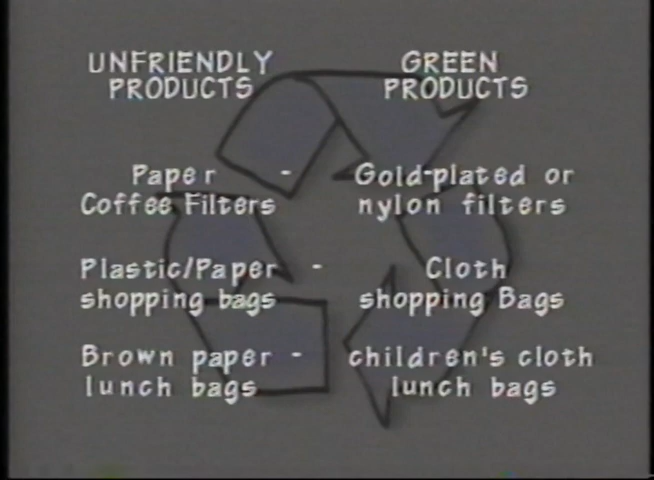 UNFRIENDLY PRODUCTS
GREEN PRODUCTS
Paper - Gold-plated or
Coffee Filters nylon filters
Plastic/Paper - Cloth
shopping bags shopping Bags
Brown paper - children's cloth
lunch bags lunch bags